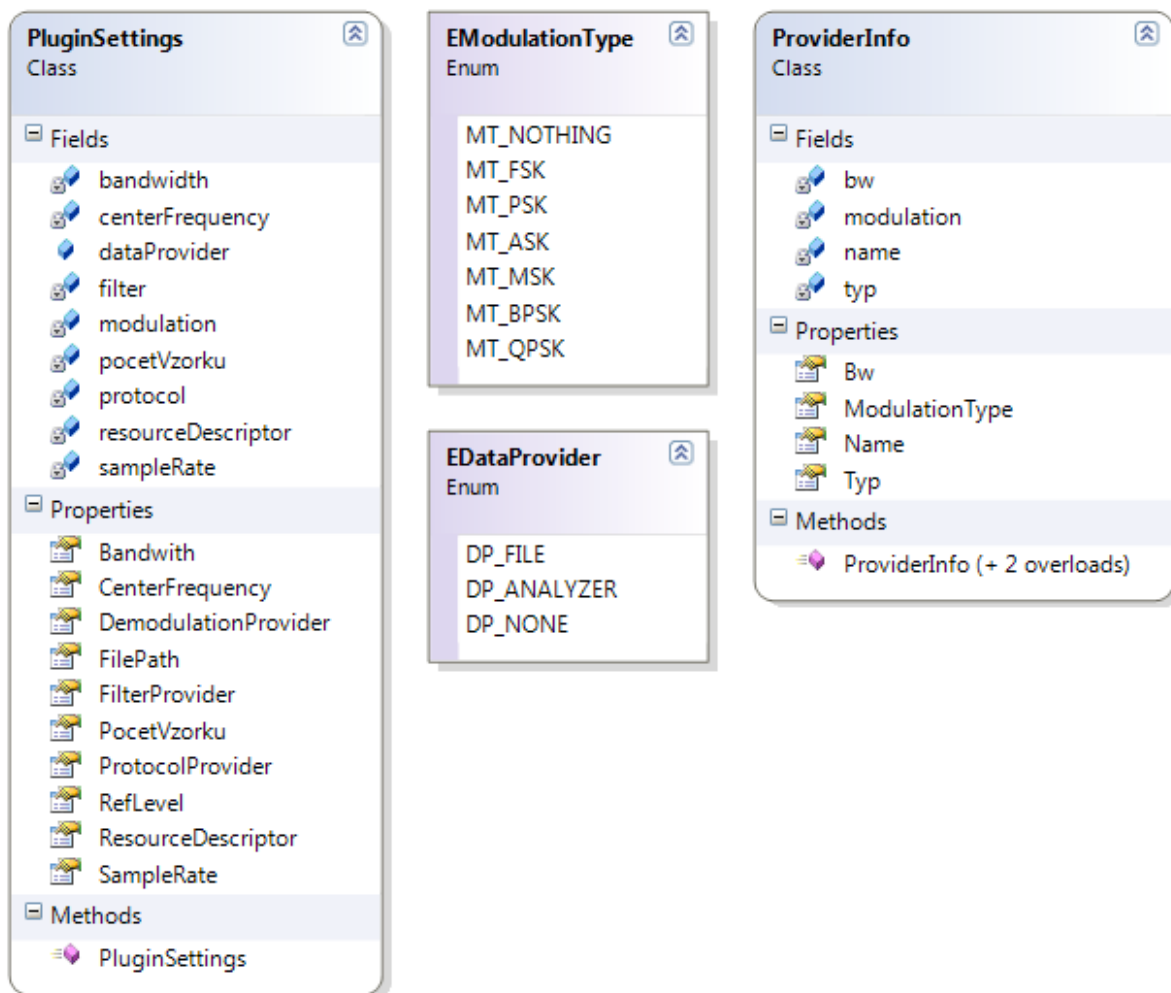 PluginSettings
Class
Fields
bandwidth
centerFrequency
dataProvider
filter
modulation
pocetVzorku
protocol
resourceDescriptor
sampleRate
Properties
Bandwith
CenterFrequency
DemodulationProvider
FilePath
FilterProvider
PocetVzorku
ProtocolProvider
RefLevel
ResourceDescriptor
SampleRate
Methods
PluginSettings
EModulationType
Enum
MT_NOTHING
MT_FSK
MT_PSK
MT_ASK
MT_MSK
MT_BPSK
MT_QPSK
EDataProvider
Enum
DP_FILE
DP_ANALYZER
DP_NONE
ProviderInfo
Class
Fields
bw
modulation
name
typ
Properties
Bw
ModulationType
Name
Typ
Methods
ProviderInfo (+ 2 overloads)